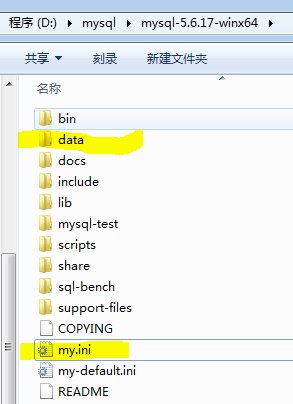 程序 (D:) ▸ mysql ▸ mysql-5.6.17-winx64 ▸
共享 ▾ 刻录 新建文件夹
名称
bin
data
docs
include
lib
mysql-test
scripts
share
sql-bench
support-files
COPYING
my.ini
my-default.ini
README